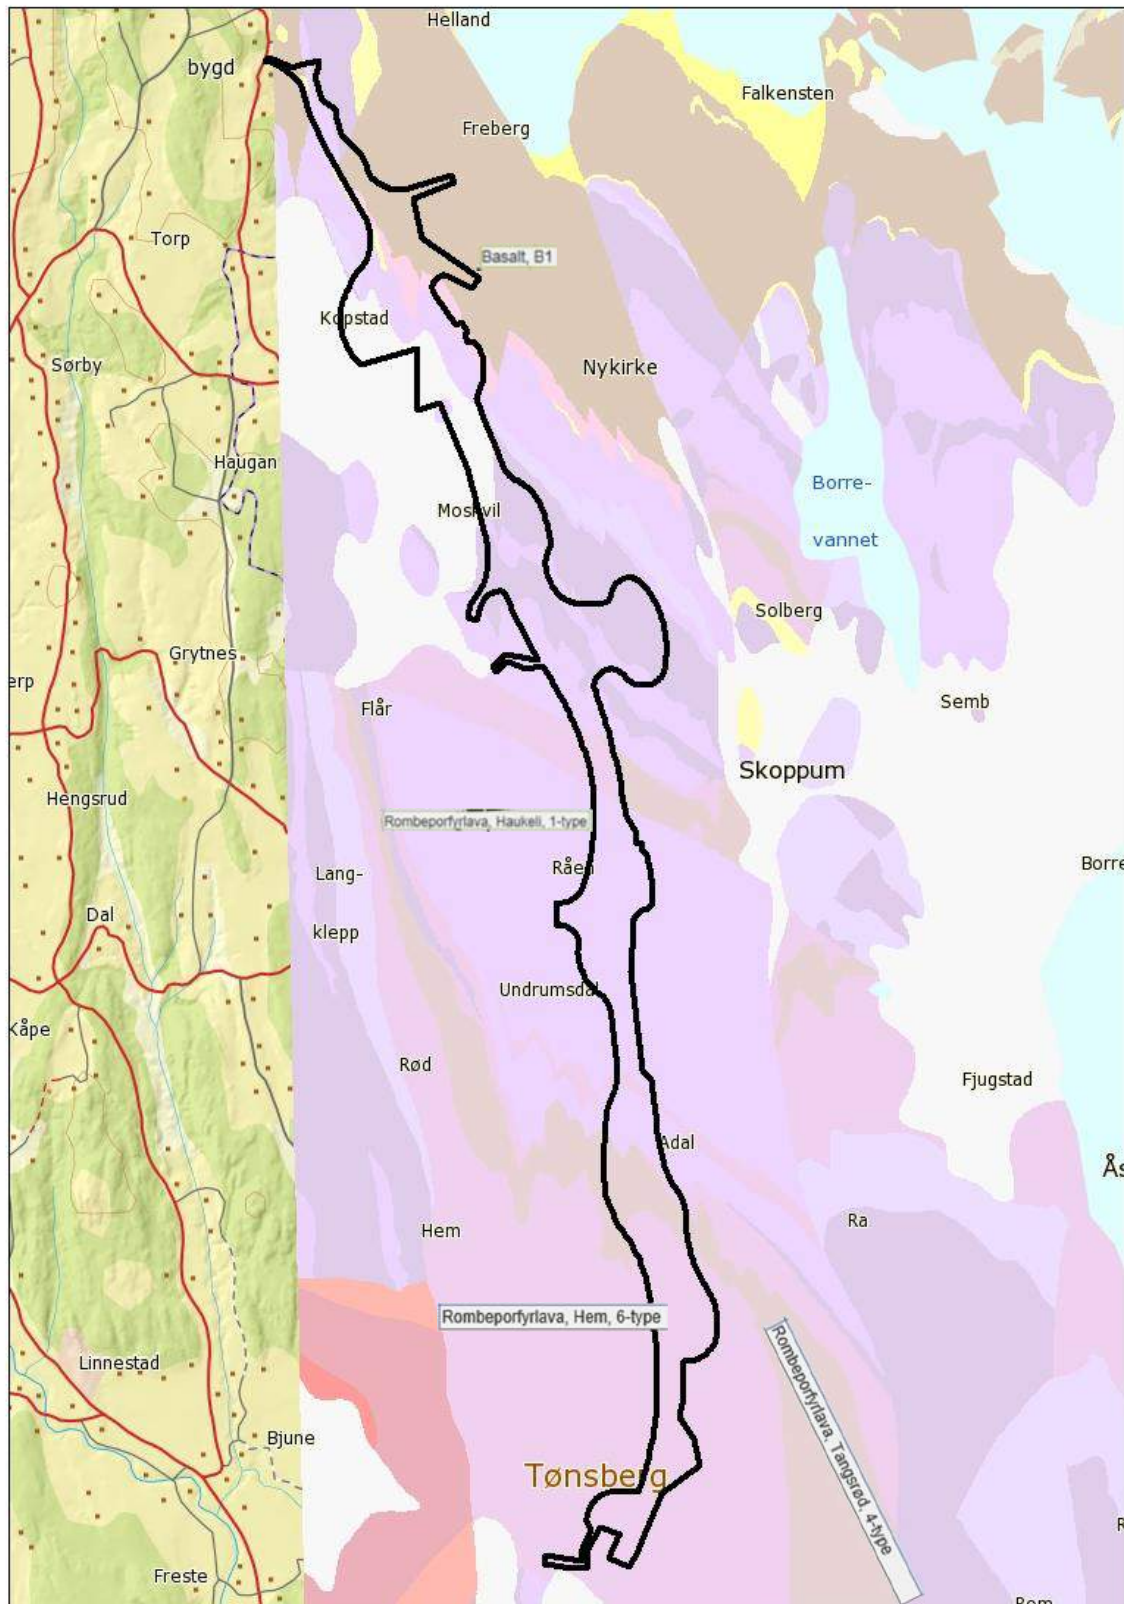 Helland
bygd
Falkensten
Freberg
Torp
Basalt, B1
Kopstad
Sørby
Nykirke
Haugan
Borre-
vannet
Moskvil
Solberg
Grytnes
erp
Flår
Semb
Skoppum
Hengsrud
Rombeporfyrlava, Haukeli, 1-type
Råen
Borre
Lang-
klepp
Dal
Undrumsdal
Kåpe
Rød
Fjugstad
Adal
Ås
Ra
Hem
Rombeporfyrlava, Hem, 6-type
Rombeporfyrlava, Tangsrød, 4-type
Linnestad
Bjune
Tønsberg
Freste